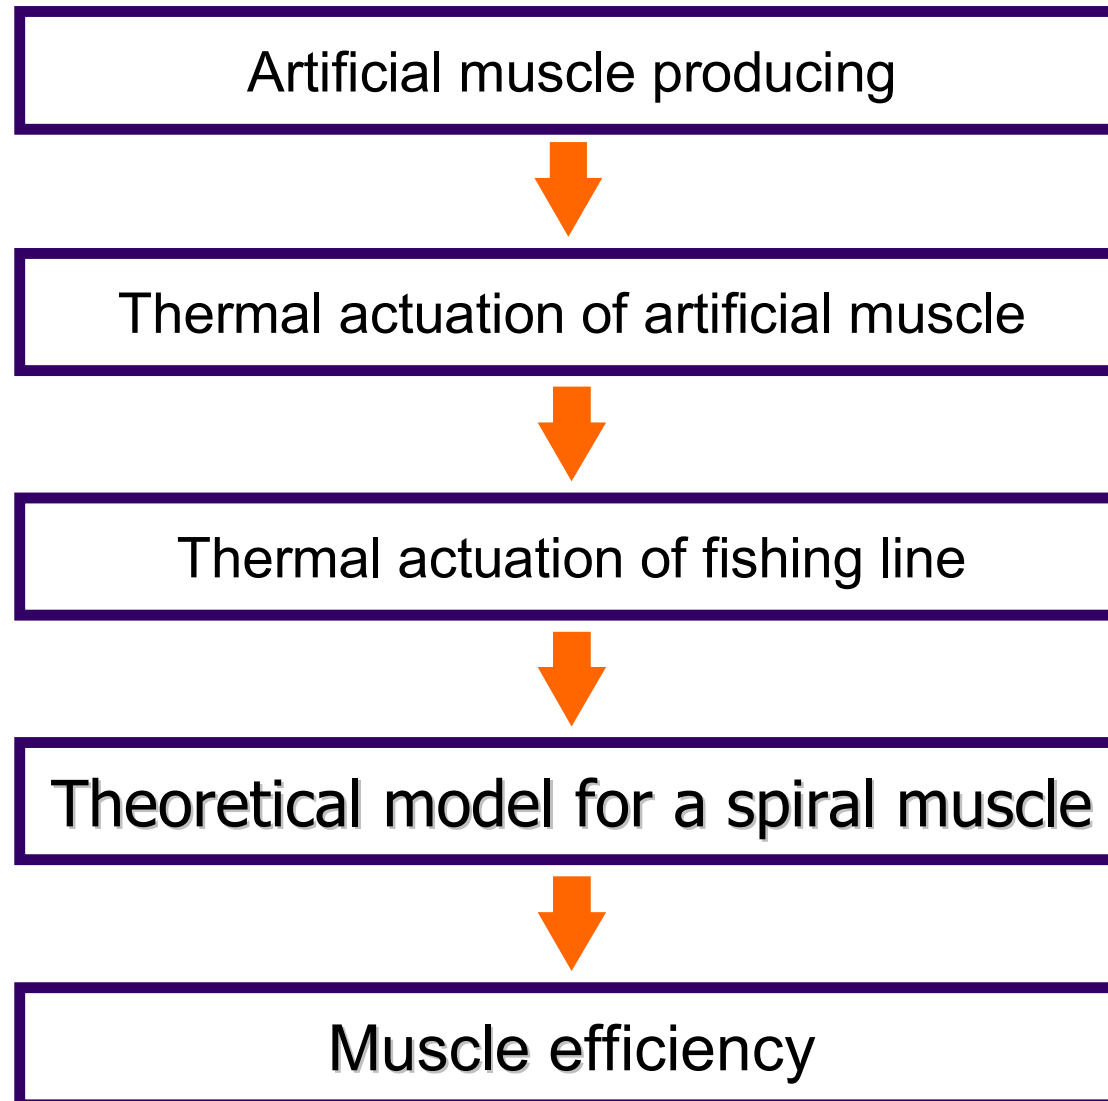 Artificial muscle producing
Thermal actuation of artificial muscle
Thermal actuation of fishing line
Theoretical model for a spiral muscle
Muscle efficiency